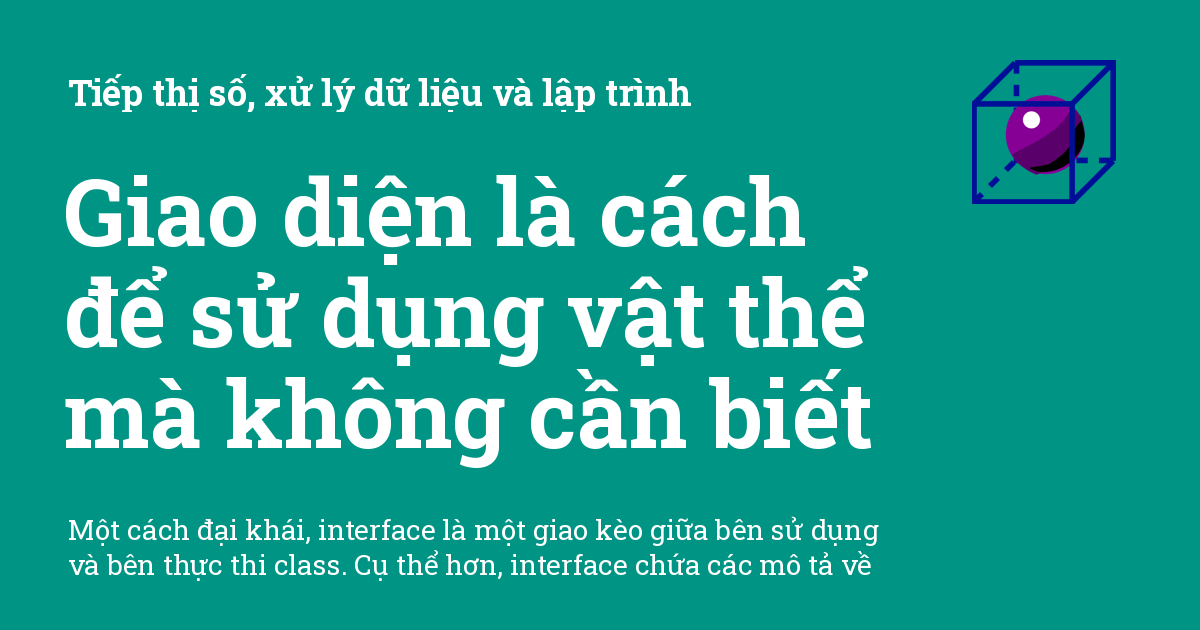 Tiếp thị số, xử lý dữ liệu và lập trình
Giao diện là cách
để sử dụng vật thể
mà không cần biết
Một cách đại khái, interface là một giao kèo giữa bên sử dụng
và bên thực thi class. Cụ thể hơn, interface chứa các mô tả về